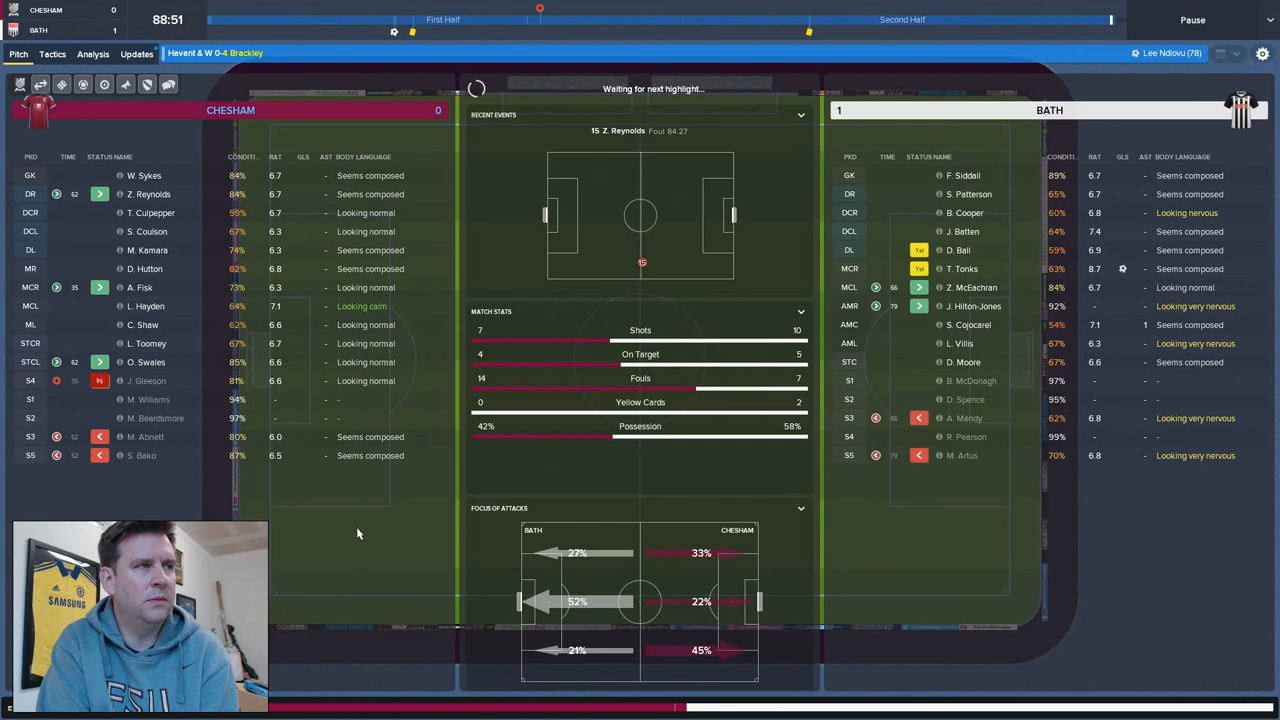 CHESHAM 0
BATH 1
88:51
First Half
Second Half
Pause
Pitch Tactics Analysis Updates
Havant & W 0-4 Brackley
Lee Ndlovu (78)
Waiting for next highlight...
CHESHAM 0
PKD TIME STATUS NAME CONDITI... RAT GLS AST BODY LANGUAGE
GK W. Sykes 84% 6.7 - Seems composed
DR 62 Z. Reynolds 84% 6.7 - Seems composed
DCR T. Culpepper 59% 6.7 - Looking normal
DCL S. Coulson 67% 6.3 - Looking normal
DL M. Kamara 74% 6.3 - Seems composed
MR D. Hutton 62% 6.8 - Seems composed
MCR 35 A. Fisk 73% 6.3 - Looking normal
MCL L. Hayden 64% 7.1 - Looking calm
ML C. Shaw 62% 6.6 - Looking normal
STCR L. Toomey 67% 6.7 - Looking normal
STCL 62 O. Swales 85% 6.6 - Looking normal
S4 35 Inj J. Gleeson 81% 6.6 - Looking normal
S1 M. Williams 94% - - -
S2 M. Beardsmore 97% - - -
S3 62 M. Abnett 80% 6.0 - Seems composed
S5 62 S. Bako 87% 6.5 - Seems composed
RECENT EVENTS
15 Z. Reynolds Foul 84.27
15
MATCH STATS
7 Shots 10
4 On Target 5
14 Fouls 7
0 Yellow Cards 2
42% Possession 58%
FOCUS OF ATTACKS
BATH CHESHAM
27% 33%
52% 22%
21% 45%
1 BATH
PKD TIME STATUS NAME CONDITI... RAT GLS AST BODY LANGUAGE
GK F. Siddall 89% 6.7 - Seems composed
DR S. Patterson 65% 6.7 - Seems composed
DCR B. Cooper 60% 6.8 - Looking nervous
DCL J. Batten 64% 7.4 - Seems composed
DL Yel D. Ball 59% 6.9 - Seems composed
MCR Yel T. Tonks 63% 8.7 - Seems composed
MCL 66 Z. McEachran 84% 6.7 - Looking normal
AMR 79 J. Hilton-Jones 92% - - Looking very nervous
AMC S. Cojocarel 54% 7.1 1 Seems composed
AML L. Villis 67% 6.3 - Looking very nervous
STC D. Moore 67% 6.6 - Seems composed
S1 B. McDonagh 97% - - -
S2 D. Spence 95% - - -
S3 66 A. Mendy 62% 6.8 - Looking very nervous
S4 R. Pearson 99% - - -
S5 79 M. Artus 70% 6.8 - Looking very nervous
SAMSUNG